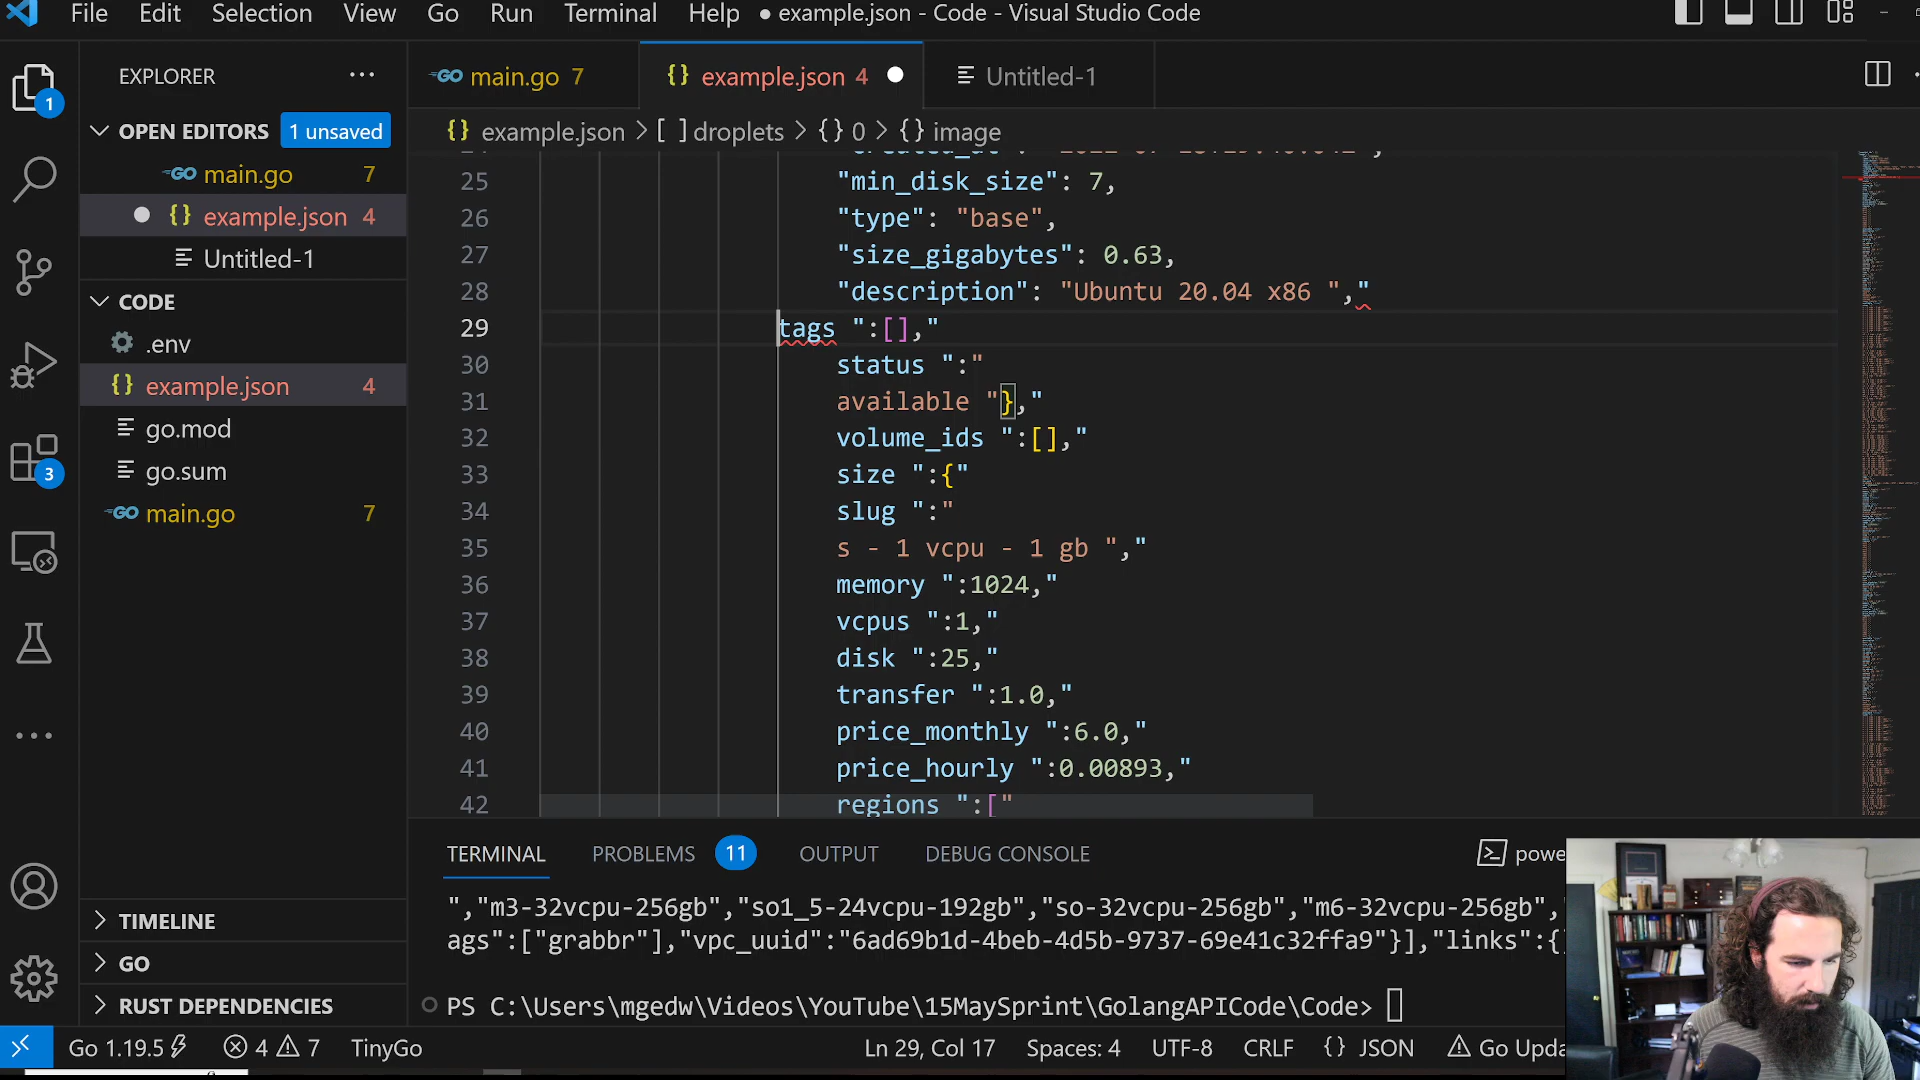 File Edit Selection View Go Run Terminal Help ● example.json - Code - Visual Studio Code
EXPLORER ···
main.go 7
{} example.json 4
Untitled-1
OPEN EDITORS 1 unsaved
main.go 7
{} example.json 4
Untitled-1
CODE
.env
{} example.json 4
go.mod
go.sum
main.go 7
TIMELINE
GO
RUST DEPENDENCIES
1
3
{} example.json > [ ] droplets > {} 0 > {} image
25 "min_disk_size": 7,
26 "type": "base",
27 "size_gigabytes": 0.63,
28 "description": "Ubuntu 20.04 x86 ","
29 tags ":[],"
30 status ":"
31 available "},"
32 volume_ids ":[],"
33 size ":{"
34 slug ":"
35 s - 1 vcpu - 1 gb ","
36 memory ":1024,"
37 vcpus ":1,"
38 disk ":25,"
39 transfer ":1.0,"
40 price_monthly ":6.0,"
41 price_hourly ":0.00893,"
42 regions ":["
TERMINAL PROBLEMS 11 OUTPUT DEBUG CONSOLE
","m3-32vcpu-256gb","so1_5-24vcpu-192gb","so-32vcpu-256gb","m6-32vcpu-256gb",
ags":["grabbr"],"vpc_uuid":"6ad69b1d-4beb-4d5b-9737-69e41c32ffa9"}],"links":{
PS C:\Users\mgedw\Videos\YouTube\15MaySprint\GolangAPICode\Code>
Go 1.19.5 4 7 TinyGo Ln 29, Col 17 Spaces: 4 UTF-8 CRLF {} JSON Go